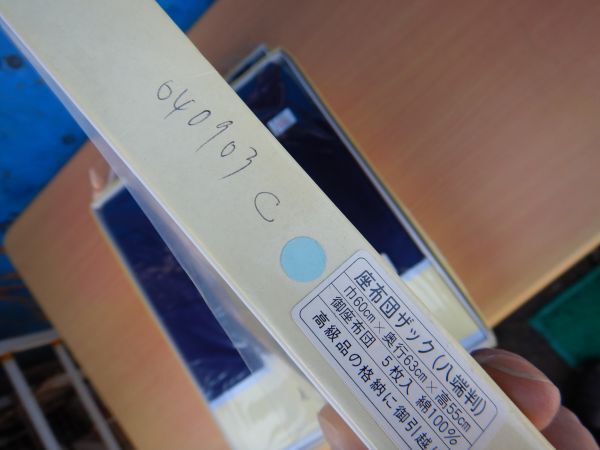 040903 C
座布団ザック(八端判)
巾60cm×奥行63cm×高55cm
御座布団 5枚入 綿100%
高級品の格納に御引越し